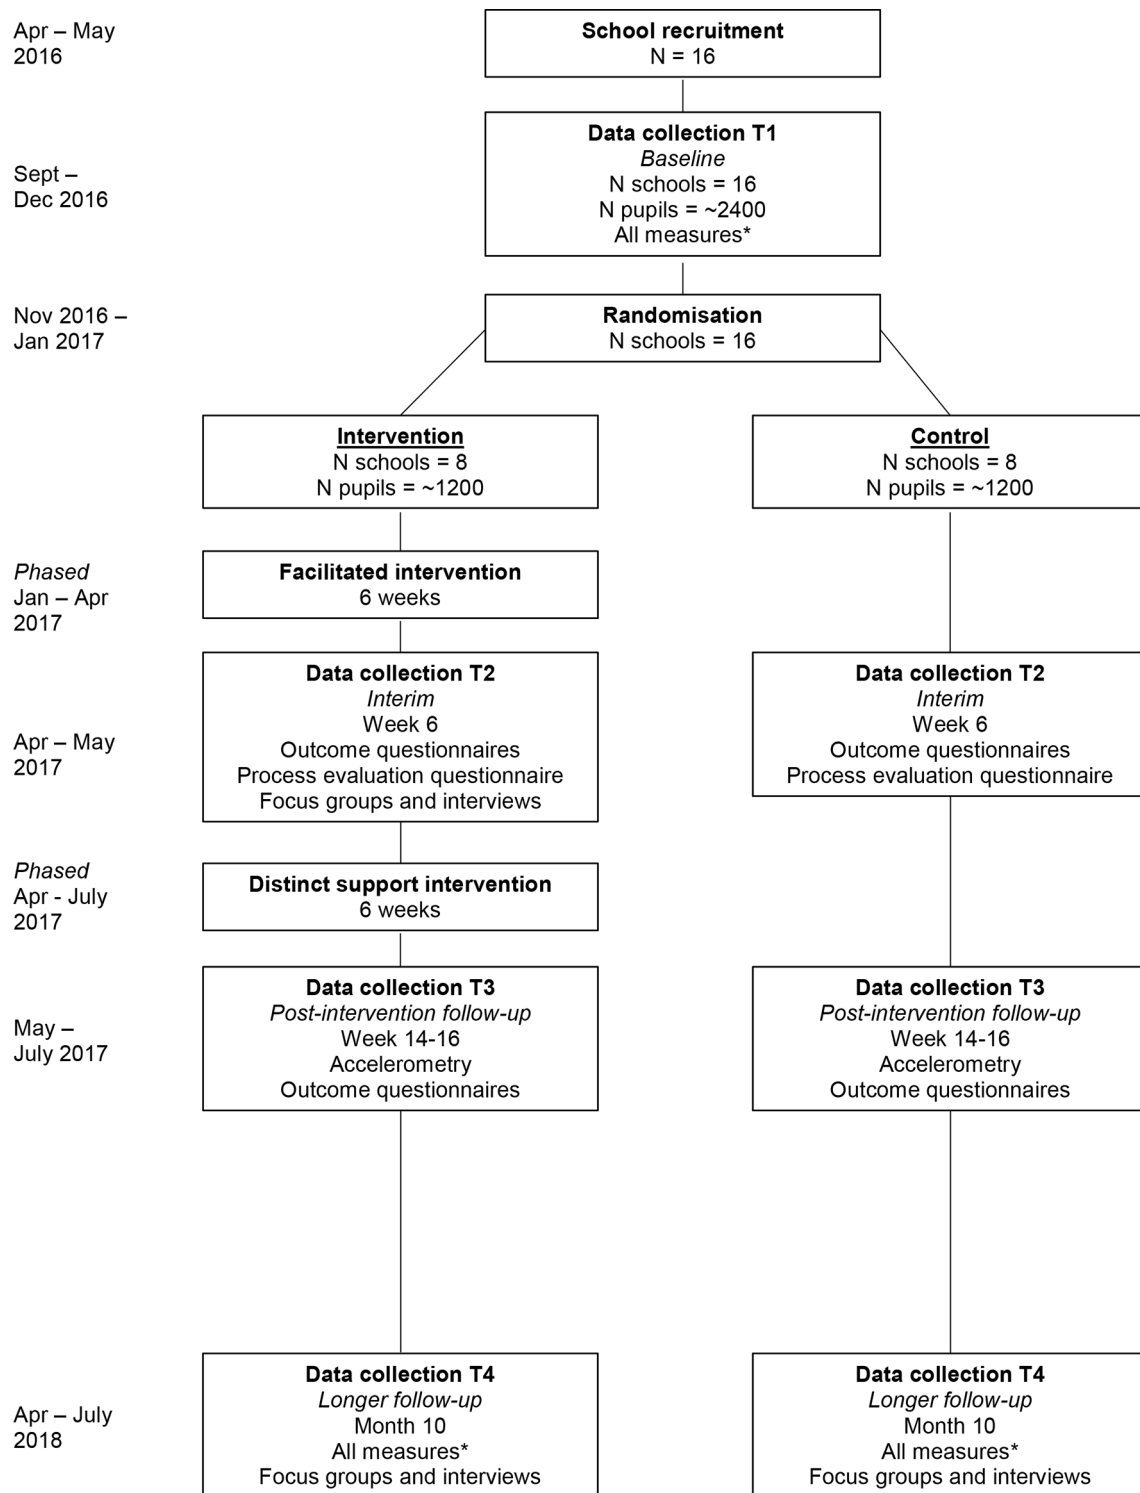 Apr – May
2016
School recruitment
N = 16
Sept –
Dec 2016
Data collection T1
Baseline
N schools = 16
N pupils = ~2400
All measures*
Nov 2016 –
Jan 2017
Randomisation
N schools = 16
Intervention
N schools = 8
N pupils = ~1200
Control
N schools = 8
N pupils = ~1200
Phased
Jan – Apr
2017
Facilitated intervention
6 weeks
Apr – May
2017
Data collection T2
Interim
Week 6
Outcome questionnaires
Process evaluation questionnaire
Focus groups and interviews
Data collection T2
Interim
Week 6
Outcome questionnaires
Process evaluation questionnaire
Phased
Apr - July
2017
Distinct support intervention
6 weeks
May –
July 2017
Data collection T3
Post-intervention follow-up
Week 14-16
Accelerometry
Outcome questionnaires
Data collection T3
Post-intervention follow-up
Week 14-16
Accelerometry
Outcome questionnaires
Apr – July
2018
Data collection T4
Longer follow-up
Month 10
All measures*
Focus groups and interviews
Data collection T4
Longer follow-up
Month 10
All measures*
Focus groups and interviews